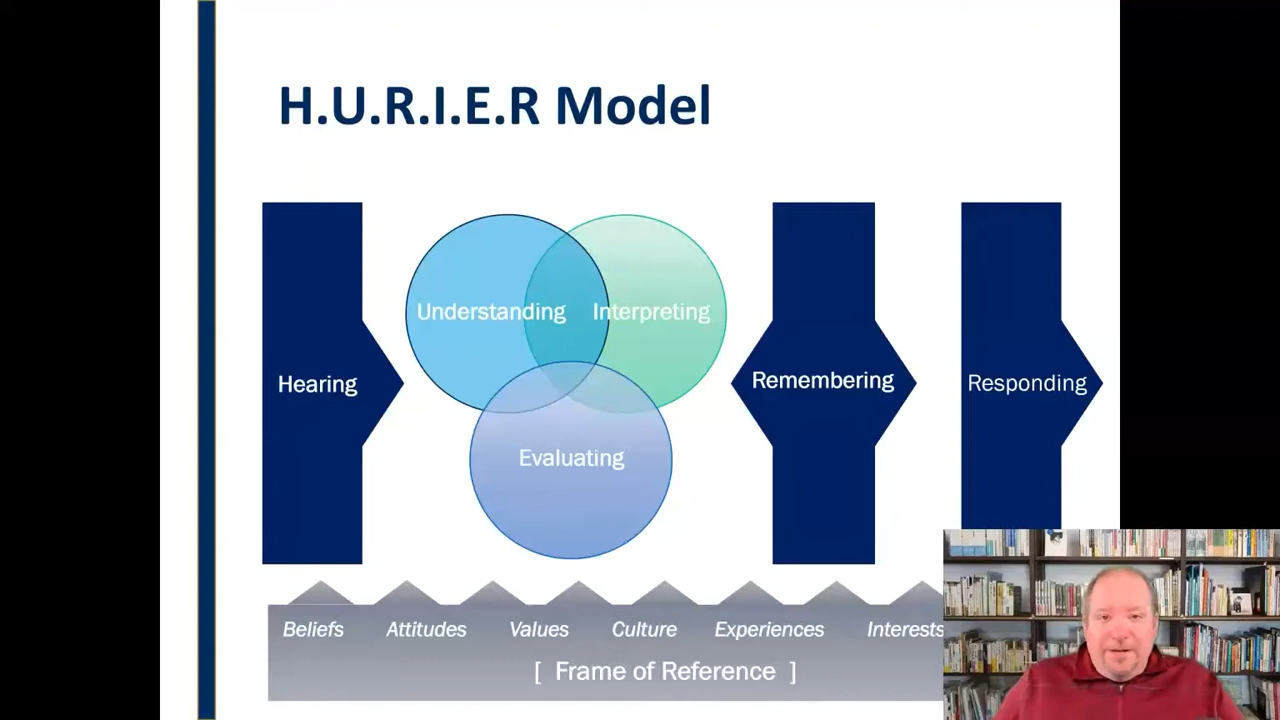 H.U.R.I.E.R Model
Understanding Interpreting
Hearing Remembering Responding
Evaluating
Beliefs Attitudes Values Culture Experiences Interests
[ Frame of Reference ]